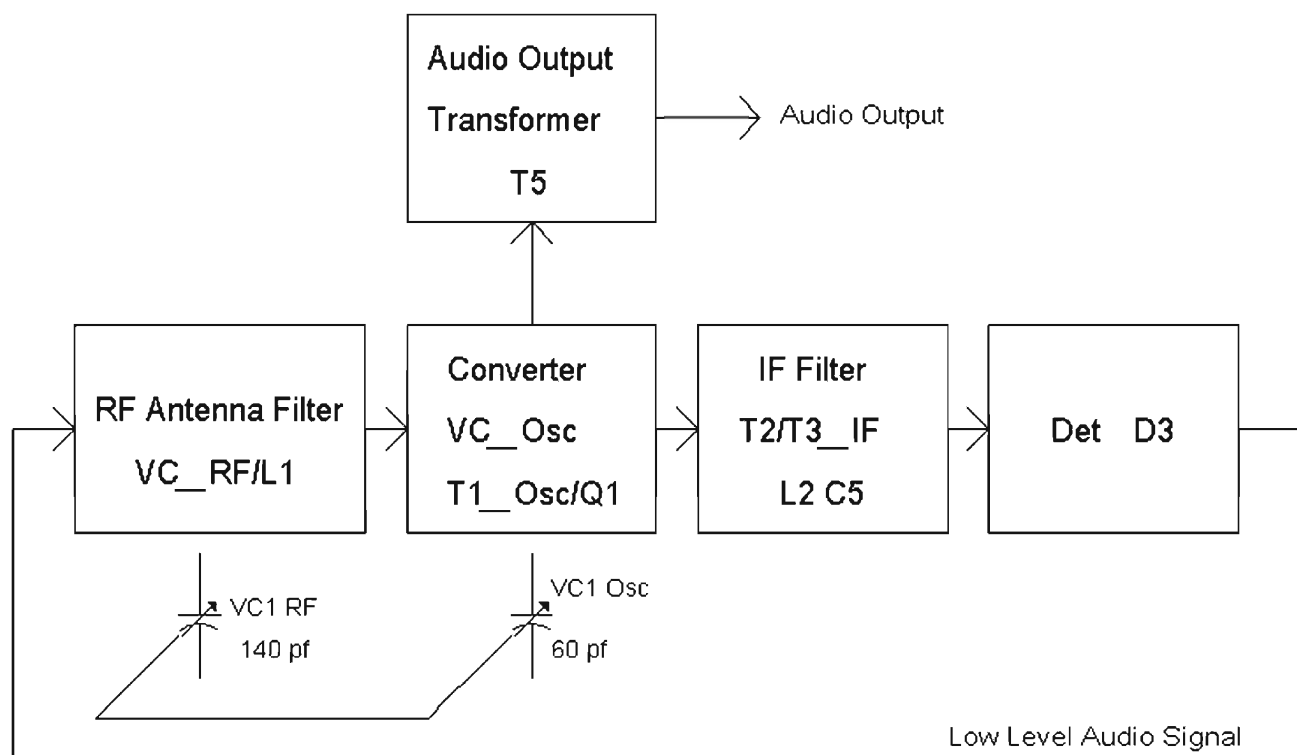 Audio Output
Transformer
T5
Audio Output
RF Antenna Filter
VC__RF/L1
Converter
VC__Osc
T1__Osc/Q1
IF Filter
T2/T3__IF
L2 C5
Det D3
VC1 RF
140 pf
VC1 Osc
60 pf
Low Level Audio Signal